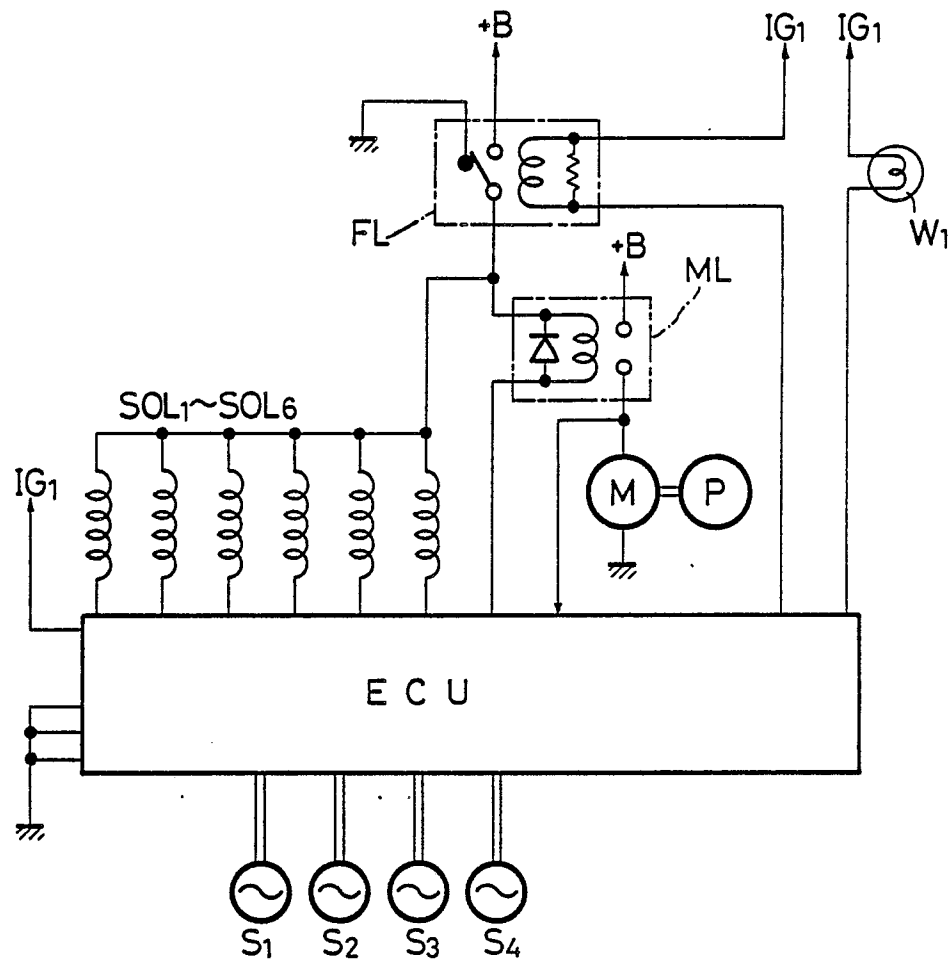 +B
IG1 IG1
FL
W1
+B
ML
SOL1~SOL6
IG1
M P
ECU
S1 S2 S3 S4